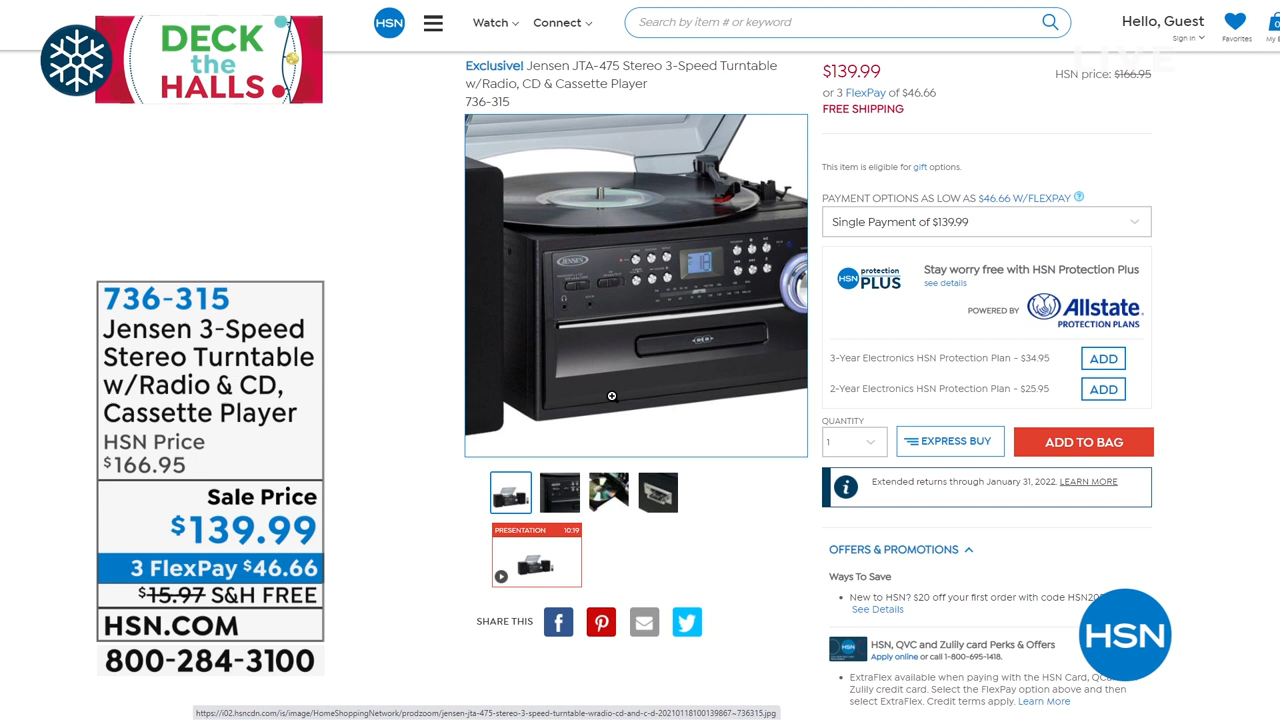 DECK
the
HALLS
736-315
Jensen 3-Speed
Stereo Turntable
w/Radio & CD,
Cassette Player
HSN Price
$166.95
Sale Price
$139.99
3 FlexPay $46.66
$15.97 S&H FREE
HSN.COM
800-284-3100
HSN
Watch
Connect
Search by item # or keyword
Hello, Guest
Sign In
Favorites
LIVE
Exclusive! Jensen JTA-475 Stereo 3-Speed Turntable
w/Radio, CD & Cassette Player
736-315
JENSEN
$139.99
HSN price: $166.95
or 3 FlexPay of $46.66
FREE SHIPPING
This item is eligible for gift options.
PAYMENT OPTIONS AS LOW AS $46.66 W/FLEXPAY ?
Single Payment of $139.99
HSN protection PLUS
Stay worry free with HSN Protection Plus
see details
POWERED BY
Allstate
PROTECTION PLANS
3-Year Electronics HSN Protection Plan - $34.95
ADD
2-Year Electronics HSN Protection Plan - $25.95
ADD
QUANTITY
1
EXPRESS BUY
ADD TO BAG
Extended returns through January 31, 2022. LEARN MORE
PRESENTATION 10:19
SHARE THIS
OFFERS & PROMOTIONS
Ways To Save
• New to HSN? $20 off your first order with code
See Details
HSN, QVC and Zulily card Perks & Offers
Apply online or call 1-800-695-1418.
• ExtraFlex available when paying with the HSN Card,
Zulily credit card. Select the FlexPay option above and then
select ExtraFlex. Credit terms apply. Learn More
HSN
https://i02.hsncdn.com/is/image/HomeShoppingNetwork/prodzoom/jensen-jta-475-stereo-3-speed-turntable-wradio-cd-and-c-d-20210118100139867~736315.jpg